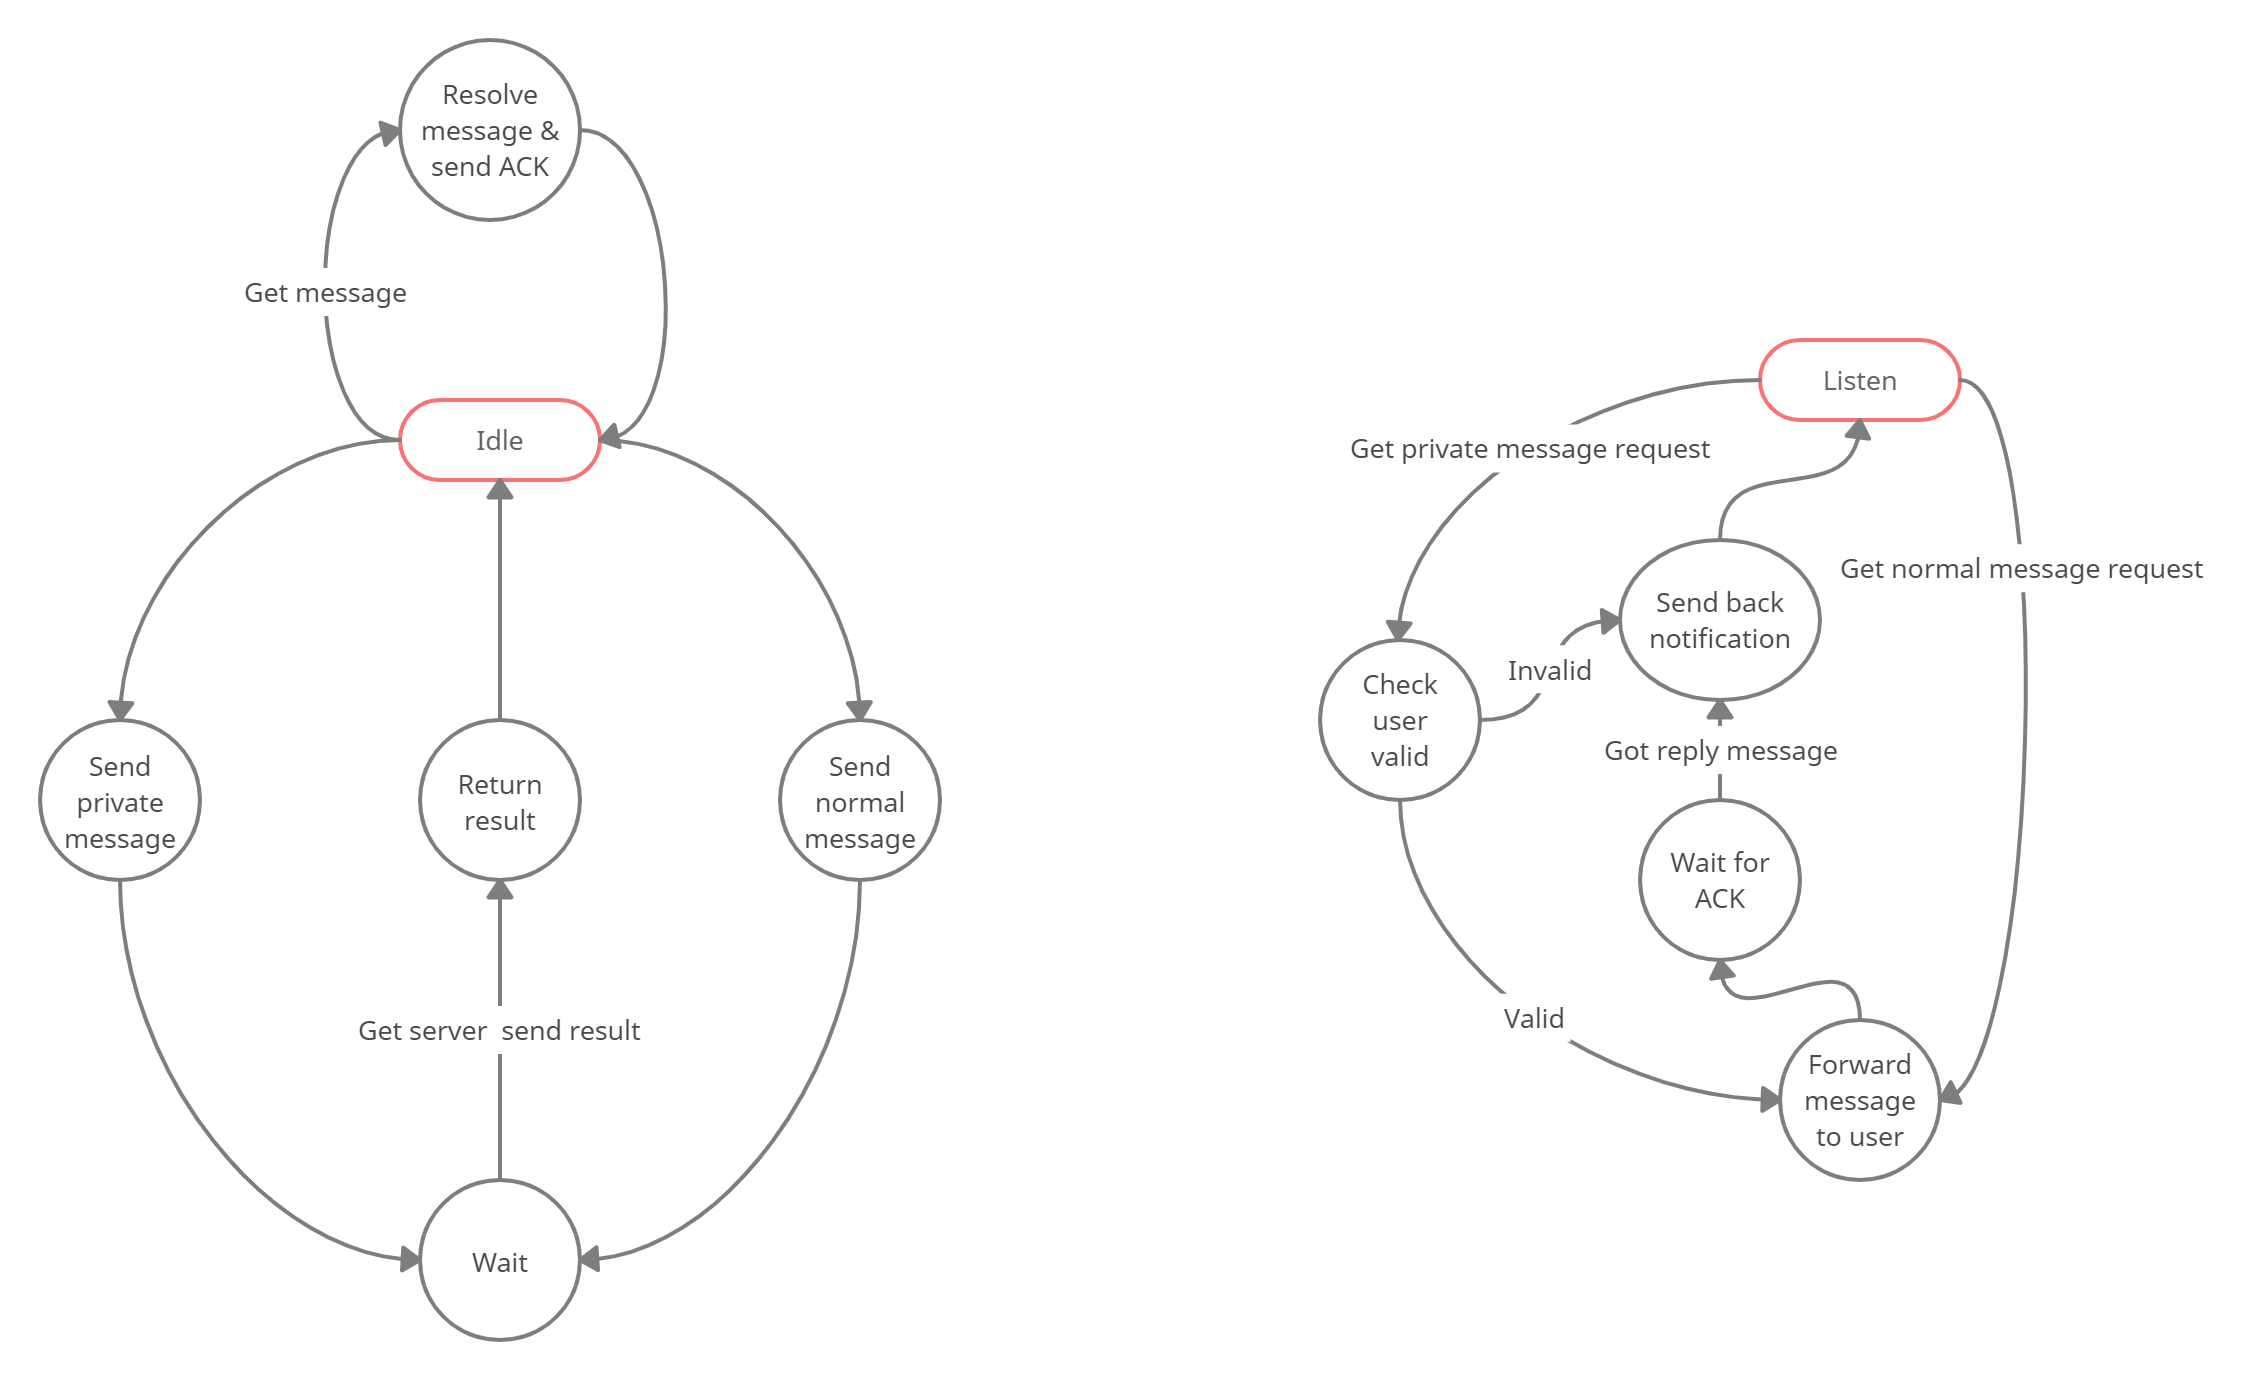 Resolve
message &
send ACK
Get message
Idle
Send
private
message
Return
result
Send
normal
message
Get server  send result
Wait
Listen
Get private message request
Get normal message request
Send back
notification
Invalid
Check
user
valid
Got reply message
Wait for
ACK
Valid
Forward
message
to user